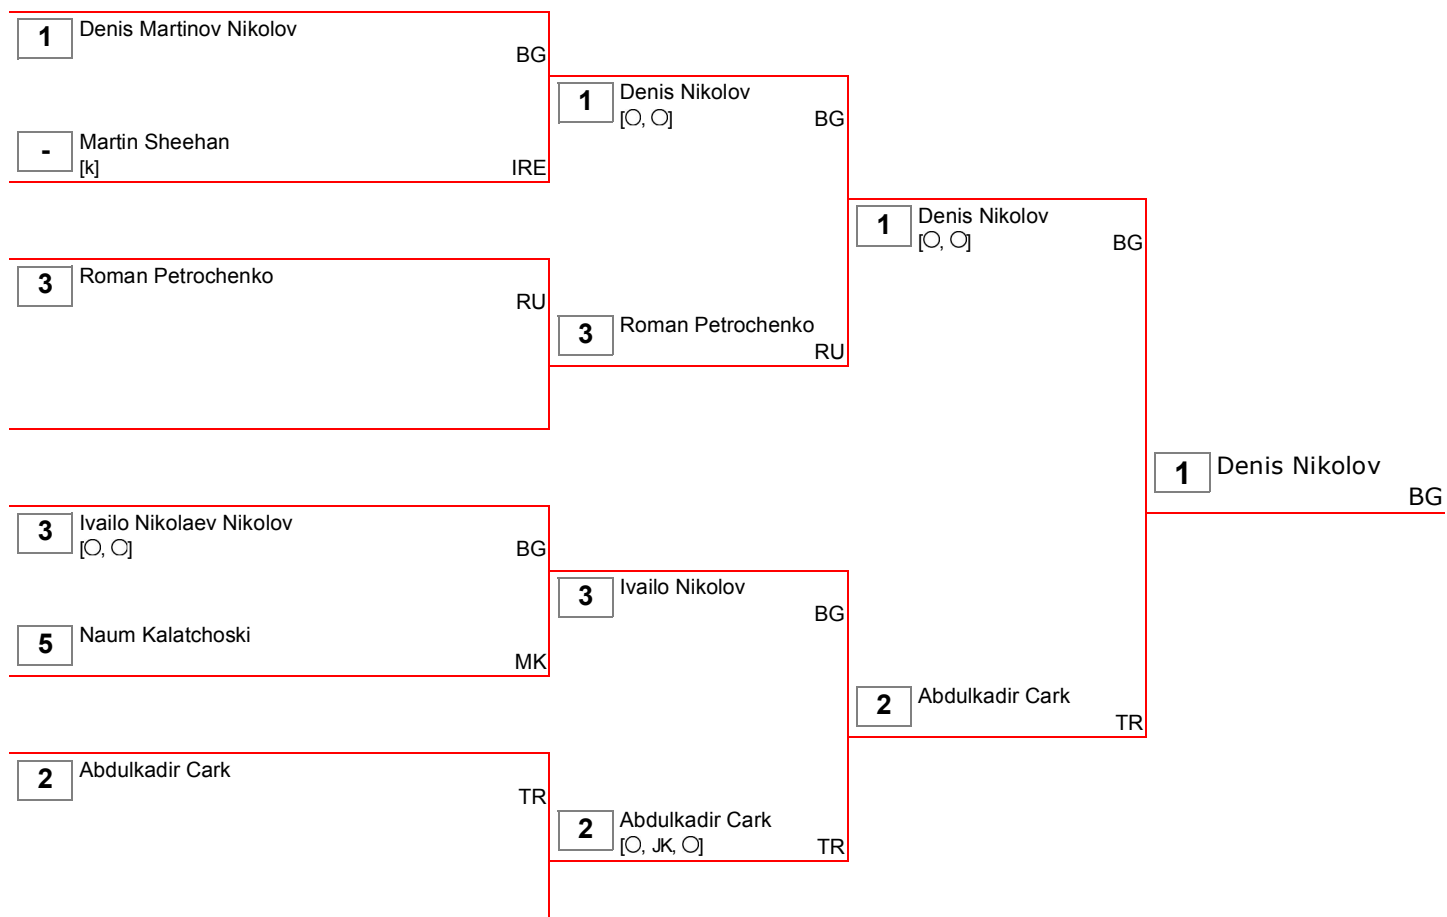 1 Denis Martinov Nikolov
BG
- Martin Sheehan
[k]
IRE
3 Roman Petrochenko
RU
3 Ivailo Nikolaev Nikolov
[O, O]
BG
5 Naum Kalatchoski
MK
2 Abdulkadir Cark
TR
1 Denis Nikolov
[O, O]
BG
3 Roman Petrochenko
RU
3 Ivailo Nikolov
BG
2 Abdulkadir Cark
[O, JK, O]
TR
1 Denis Nikolov
[O, O]
BG
2 Abdulkadir Cark
TR
1 Denis Nikolov
BG